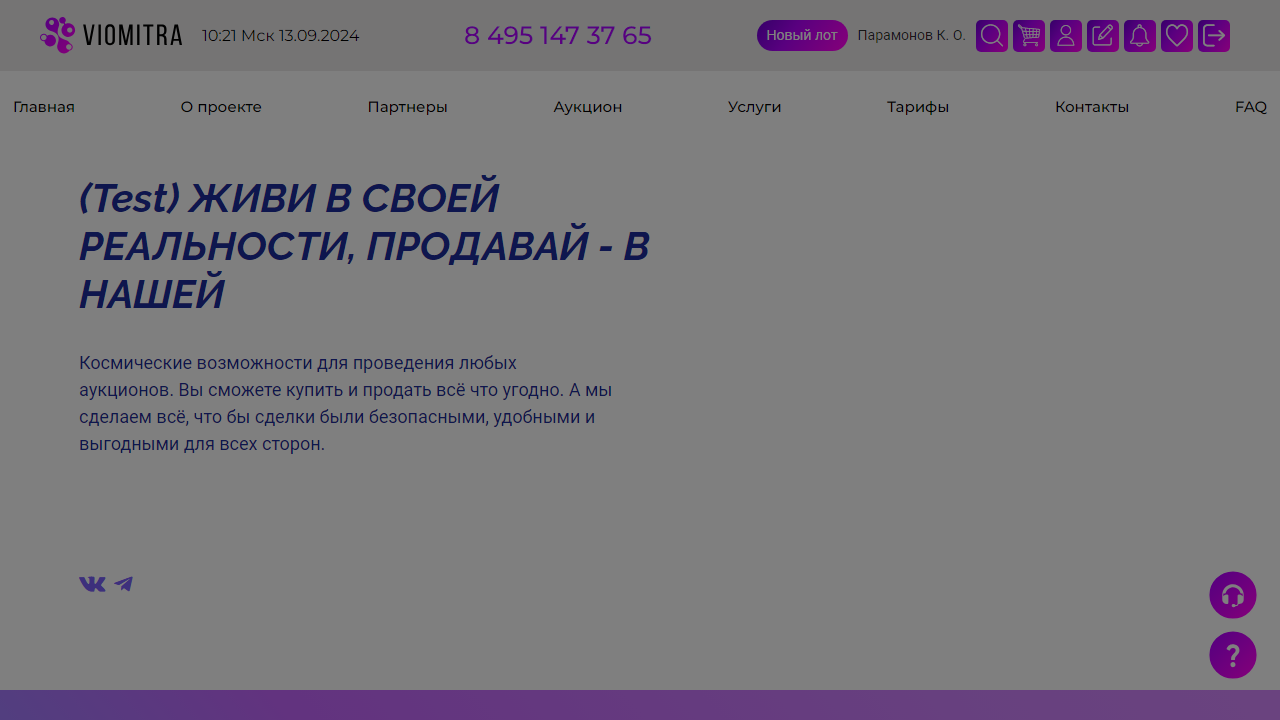 VIOMITRA
10:21 Мск 13.09.2024
8 495 147 37 65
Новый лот
Парамонов К. О.
Главная
О проекте
Партнеры
Аукцион
Услуги
Тарифы
Контакты
FAQ
(Test) ЖИВИ В СВОЕЙ
РЕАЛЬНОСТИ, ПРОДАВАЙ - В
НАШЕЙ
Космические возможности для проведения любых
аукционов. Вы сможете купить и продать всё что угодно. А мы
сделаем всё, что бы сделки были безопасными, удобными и
выгодными для всех сторон.
?